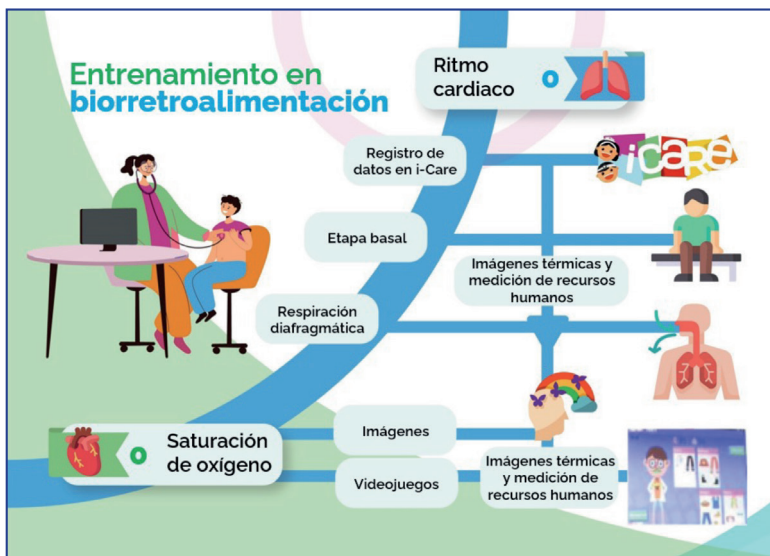 Entrenamiento en
biorretroalimentación
Ritmo
cardiaco
Registro de
datos en i-Care
iCaRe
Etapa basal
Imágenes térmicas y
medición de recursos
humanos
Respiración
diafragmática
Saturación
de oxígeno
Imágenes
Videojuegos
Imágenes térmicas
y medición de
recursos humanos